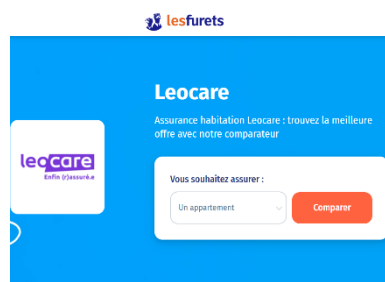 lesfurets
Leocare
Assurance habitation Leocare : trouvez la meilleure
offre avec notre comparateur
leocare
Enfin (r)assuré.e
Vous souhaitez assurer :
Un appartement
Comparer